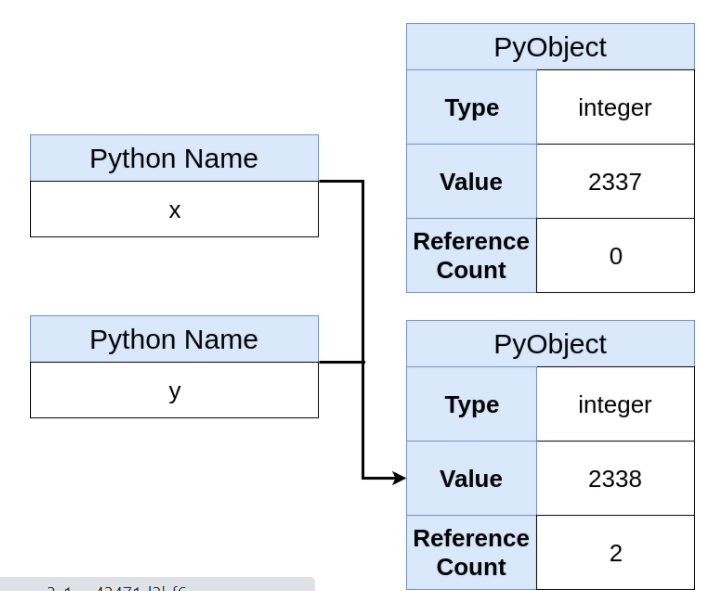 PyObject
Type integer
Python Name
Value 2337
x
Reference
Count
0
Python Name
PyObject
y
Type integer
Value 2338
Reference
Count
2